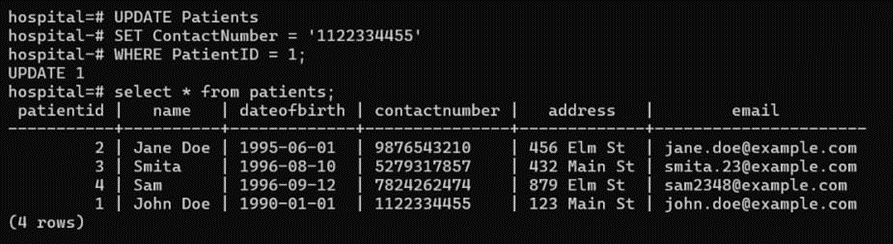 hospital=# UPDATE Patients
hospital-# SET ContactNumber = '1122334455'
hospital-# WHERE PatientID = 1;
UPDATE 1
hospital=# select * from patients;
 patientid |   name   | dateofbirth | contactnumber |   address   |         email
-----------+----------+-------------+---------------+-------------+-----------------------
         2 | Jane Doe | 1995-06-01  | 9876543210    | 456 Elm St  | jane.doe@example.com
         3 | Smita    | 1996-08-10  | 5279317857    | 432 Main St | smita.23@example.com
         4 | Sam      | 1996-09-12  | 7824262474    | 879 Elm St  | sam2348@example.com
         1 | John Doe | 1990-01-01  | 1122334455    | 123 Main St | john.doe@example.com
(4 rows)